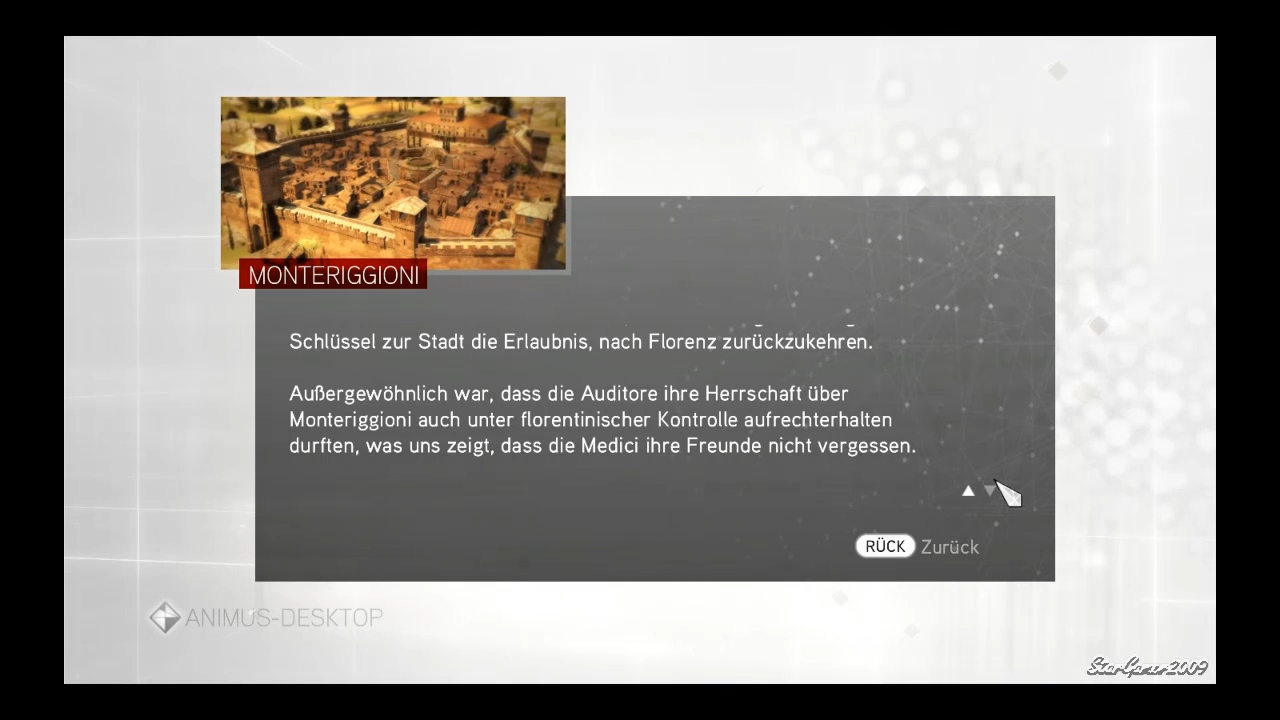 MONTERIGGIONI
Schlüssel zur Stadt die Erlaubnis, nach Florenz zurückzukehren.
Außergewöhnlich war, dass die Auditore ihre Herrschaft über
Monteriggioni auch unter florentinischer Kontrolle aufrechterhalten
durften, was uns zeigt, dass die Medici ihre Freunde nicht vergessen.
RÜCK Zurück
ANIMUS-DESKTOP